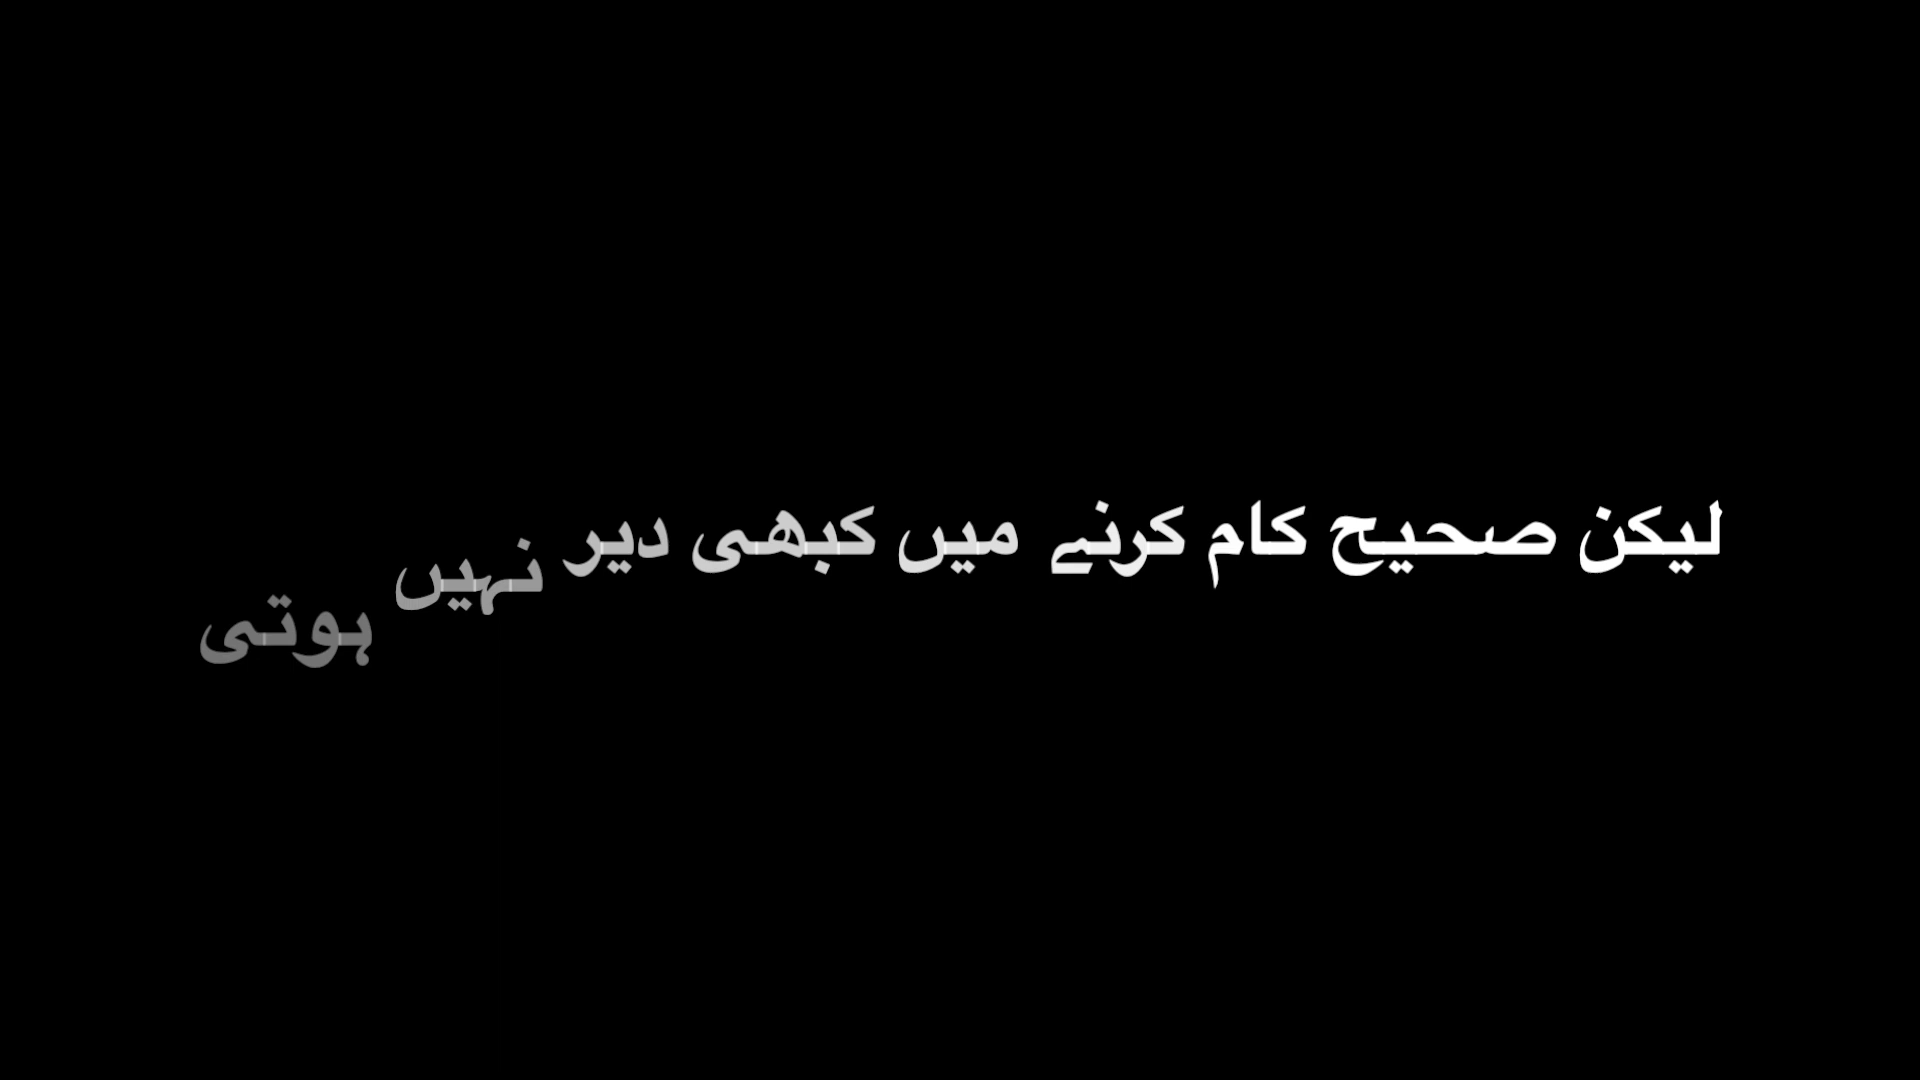 لیکن صحیح کام کرنے میں کبھی دیر نہیں ہوتی